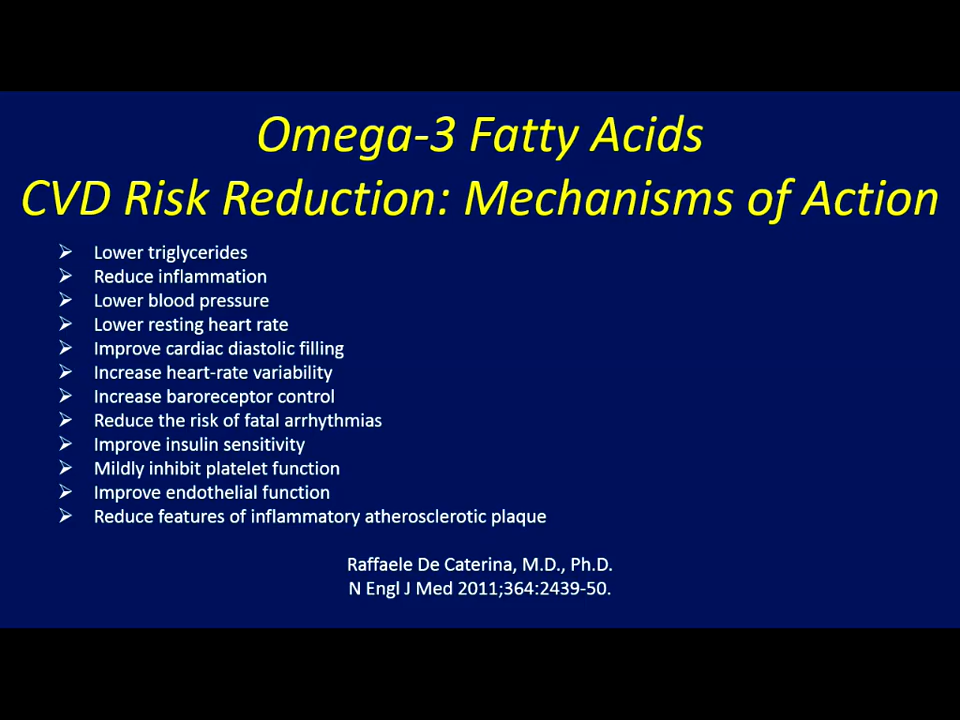 Omega-3 Fatty Acids
CVD Risk Reduction: Mechanisms of Action
➢ Lower triglycerides
➢ Reduce inflammation
➢ Lower blood pressure
➢ Lower resting heart rate
➢ Improve cardiac diastolic filling
➢ Increase heart-rate variability
➢ Increase baroreceptor control
➢ Reduce the risk of fatal arrhythmias
➢ Improve insulin sensitivity
➢ Mildly inhibit platelet function
➢ Improve endothelial function
➢ Reduce features of inflammatory atherosclerotic plaque
Raffaele De Caterina, M.D., Ph.D.
N Engl J Med 2011;364:2439-50.